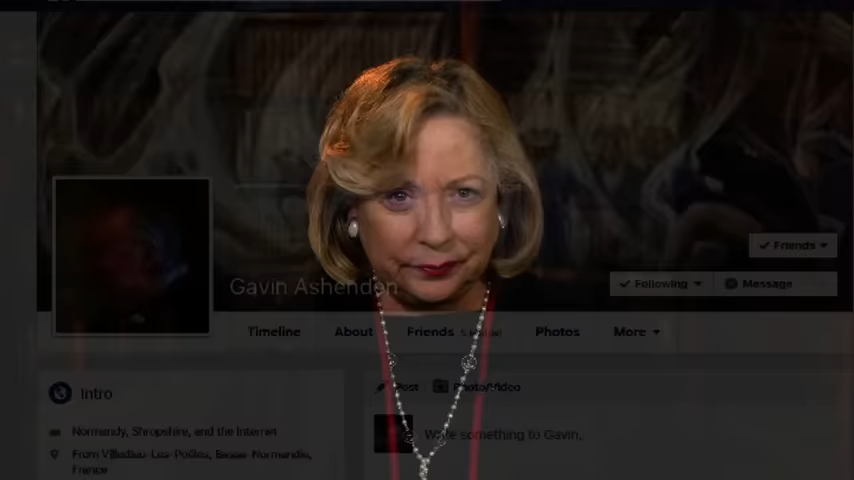 Friends
Gavin Ashenden
Following
Message
Timeline
About
Friends
Photos
More
Intro
Post
Photo/Video
Normandy, Shropshire, and the Internet
Write something to Gavin.
From Villedieu-Les-Poêles, Basse-Normandie,
France